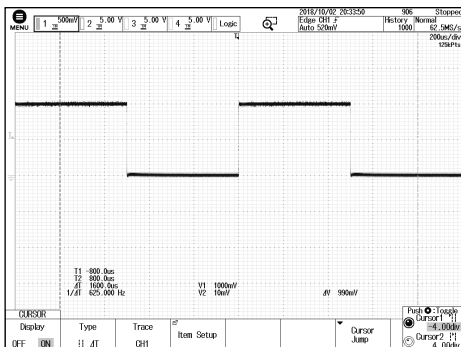 2018/10/02 20:33:50 906 Stopped
MENU 1 500mV 2 5.00 V 3 5.00 V 4 5.00 V Logic Edge CH1 History Normal
Auto 520mV 1000 62.5MS/s
200us/div
125kPts
T1 -800.0us
T2 800.0us
ΔT 1600.0us V1 1000mV
1/ΔT 625.000 Hz V2 10mV ΔV 990mV
CURSOR
Push :Toggle
Display Type Trace Item Setup Cursor Jump Cursor1
-4.00div
OFF ON ΔT CH1 Cursor2
4.00div